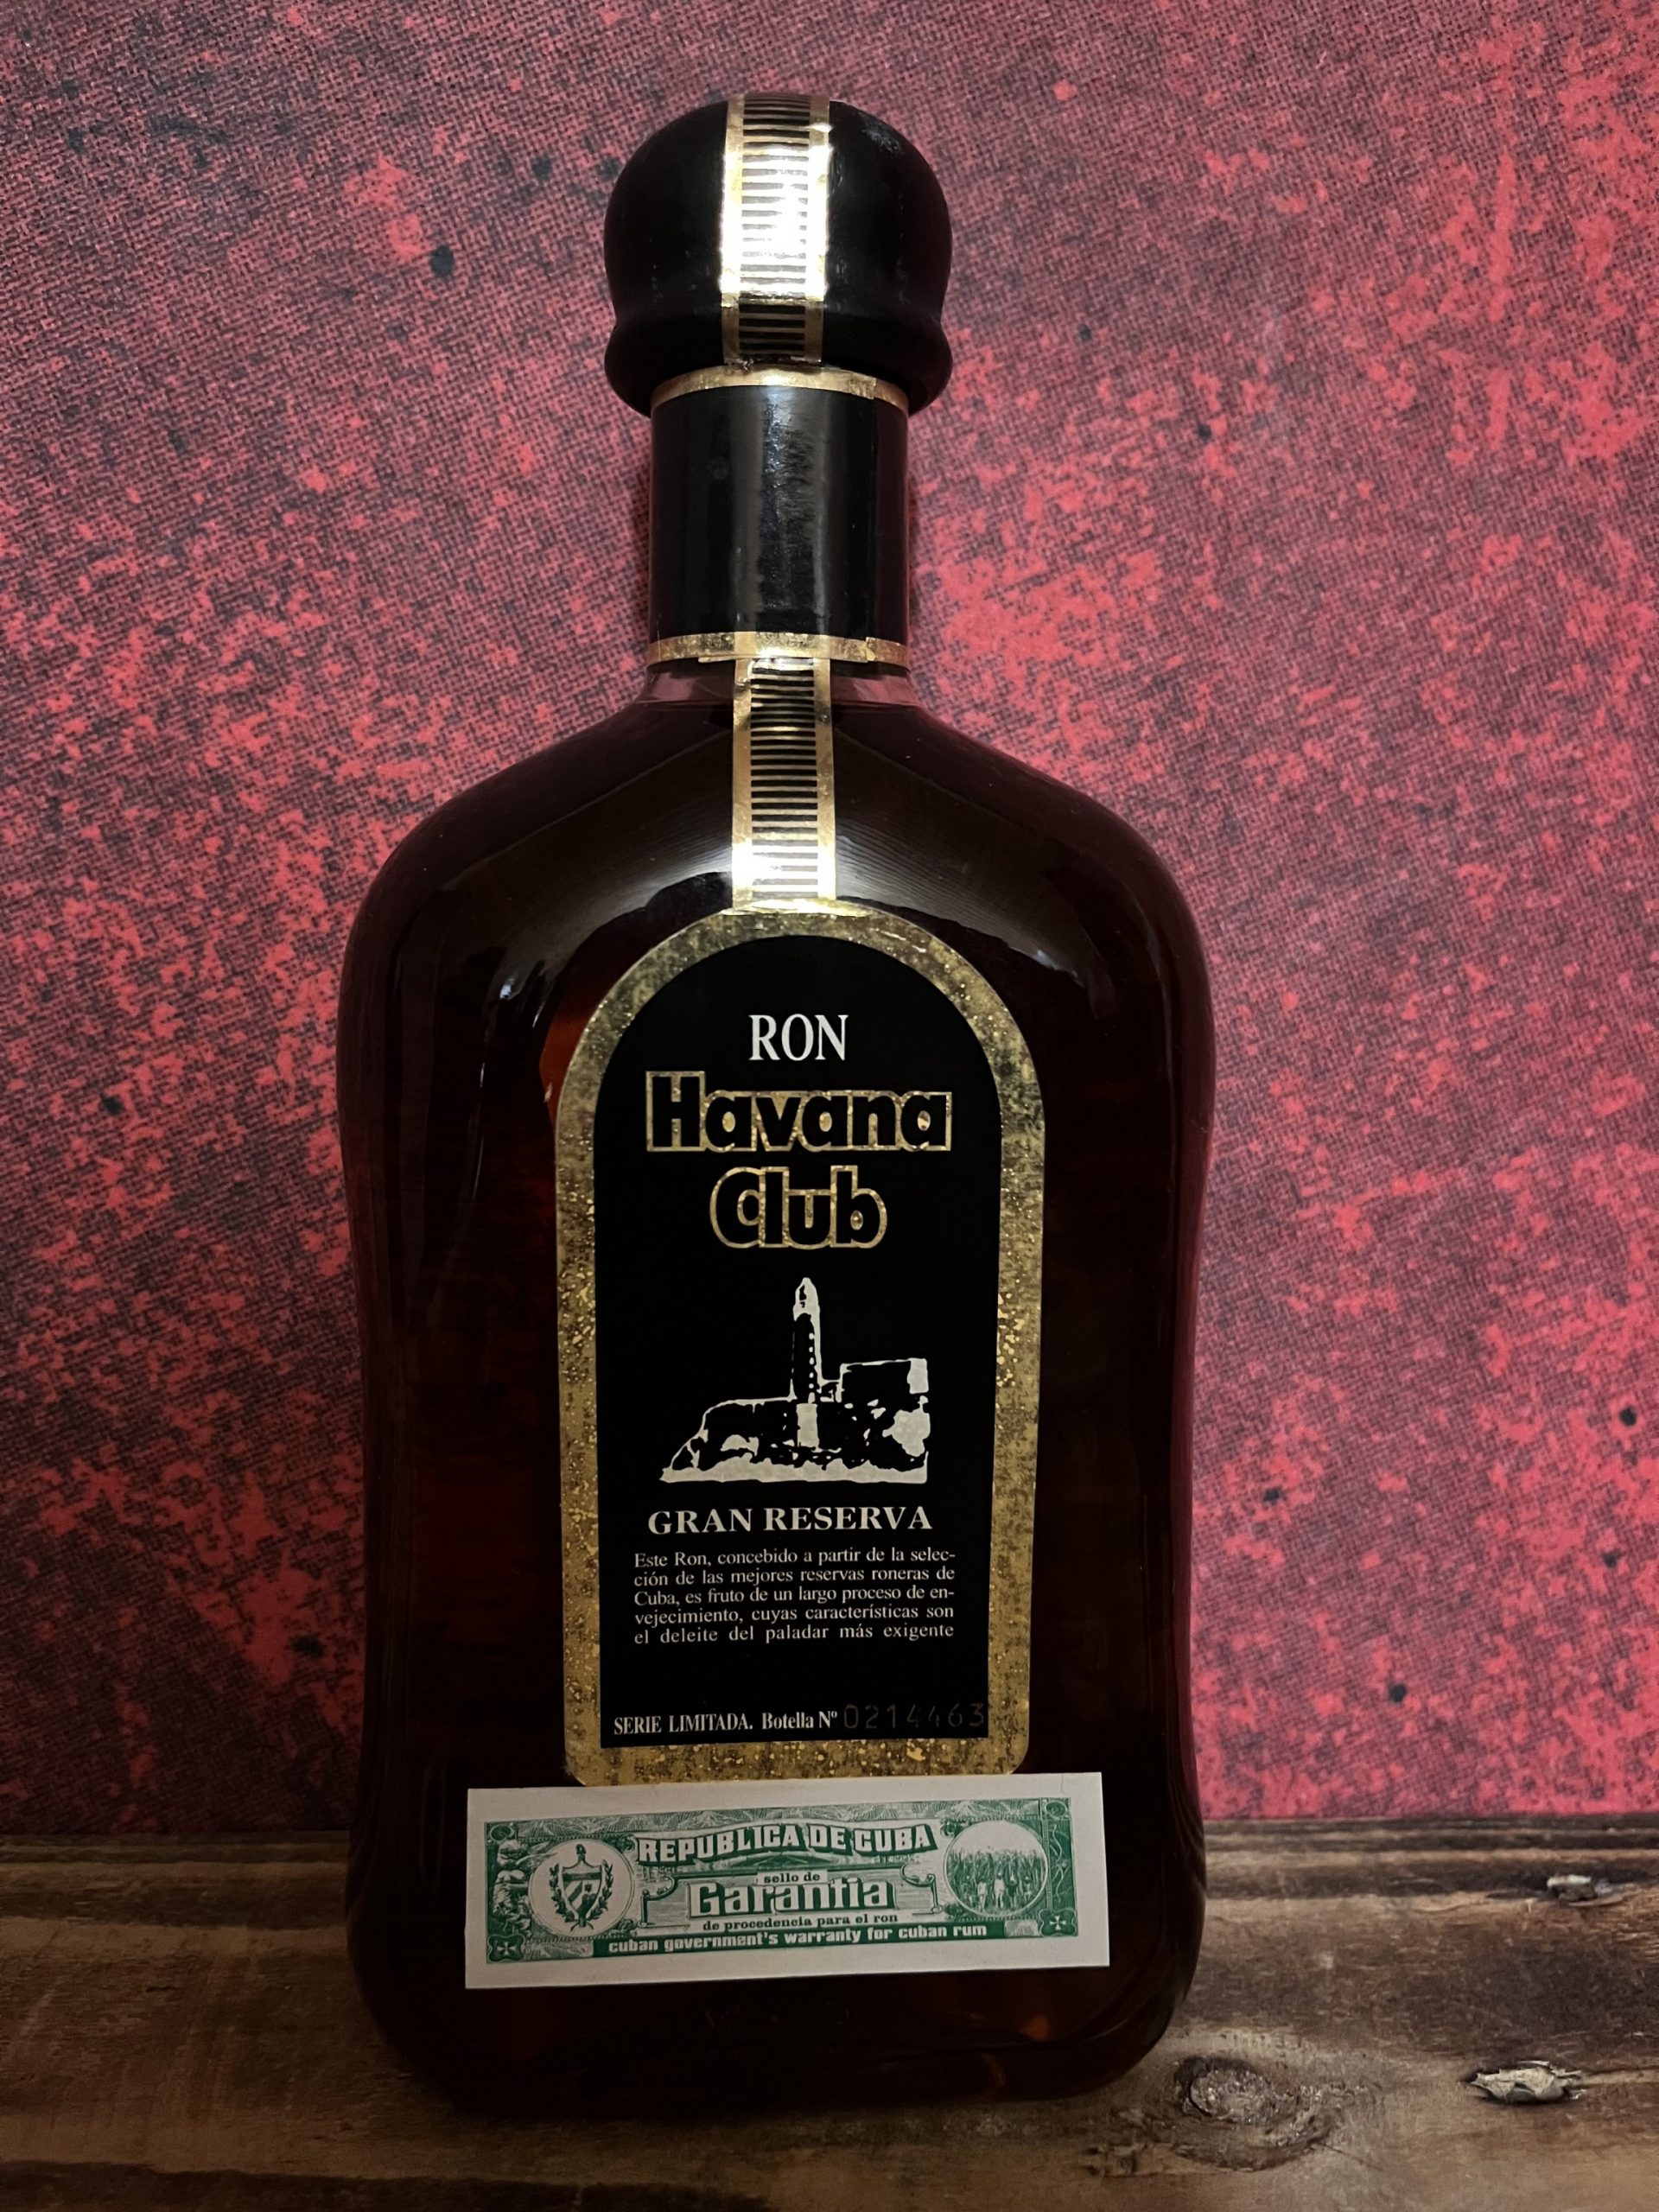 RON
Havana
Club
GRAN RESERVA
Este Ron, concebido a partir de la selec-
ción de las mejores reservas roneras de
Cuba, es fruto de un largo proceso de en-
vejecimiento, cuyas características son
el deleite del paladar más exigente
SERIE LIMITADA. Botella Nº 0214463
REPUBLICA DE CUBA
sello de
Garantia
de procedencia para el ron
cuban government's warranty for cuban rum